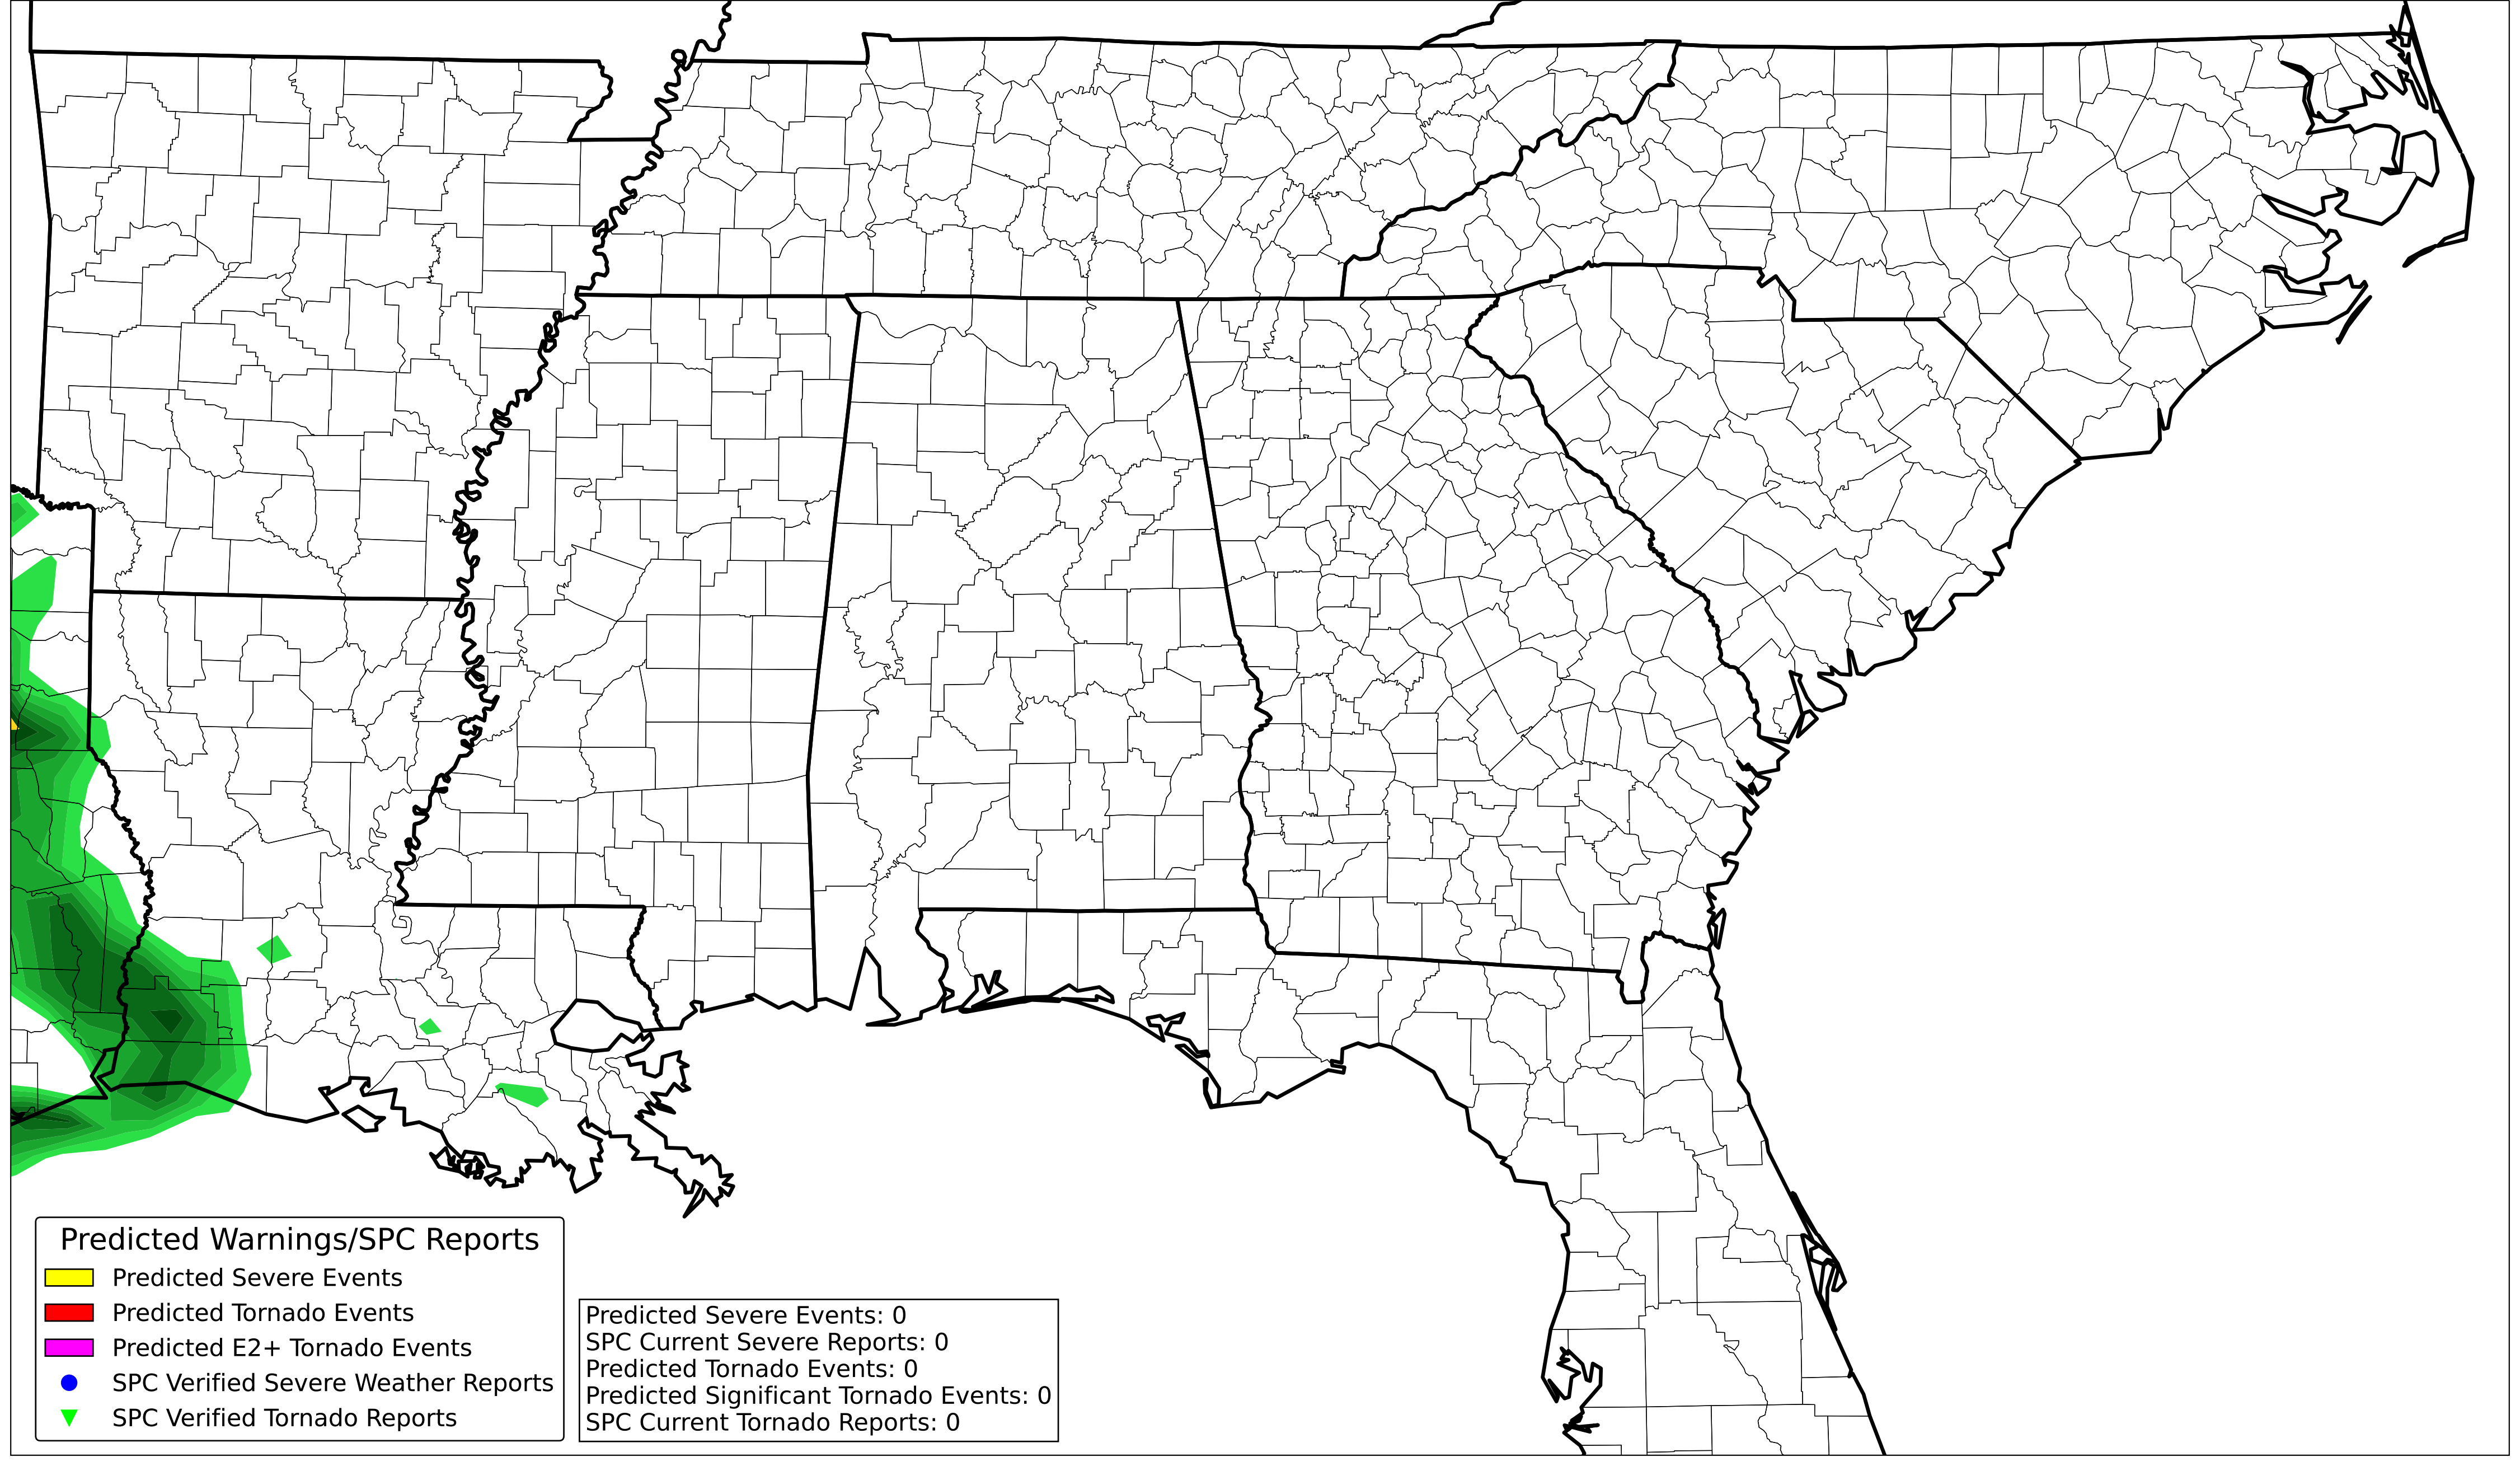 Predicted Warnings/SPC Reports
Predicted Severe Events
Predicted Tornado Events
Predicted E2+ Tornado Events
SPC Verified Severe Weather Reports
SPC Verified Tornado Reports
Predicted Severe Events: 0
SPC Current Severe Reports: 0
Predicted Tornado Events: 0
Predicted Significant Tornado Events: 0
SPC Current Tornado Reports: 0